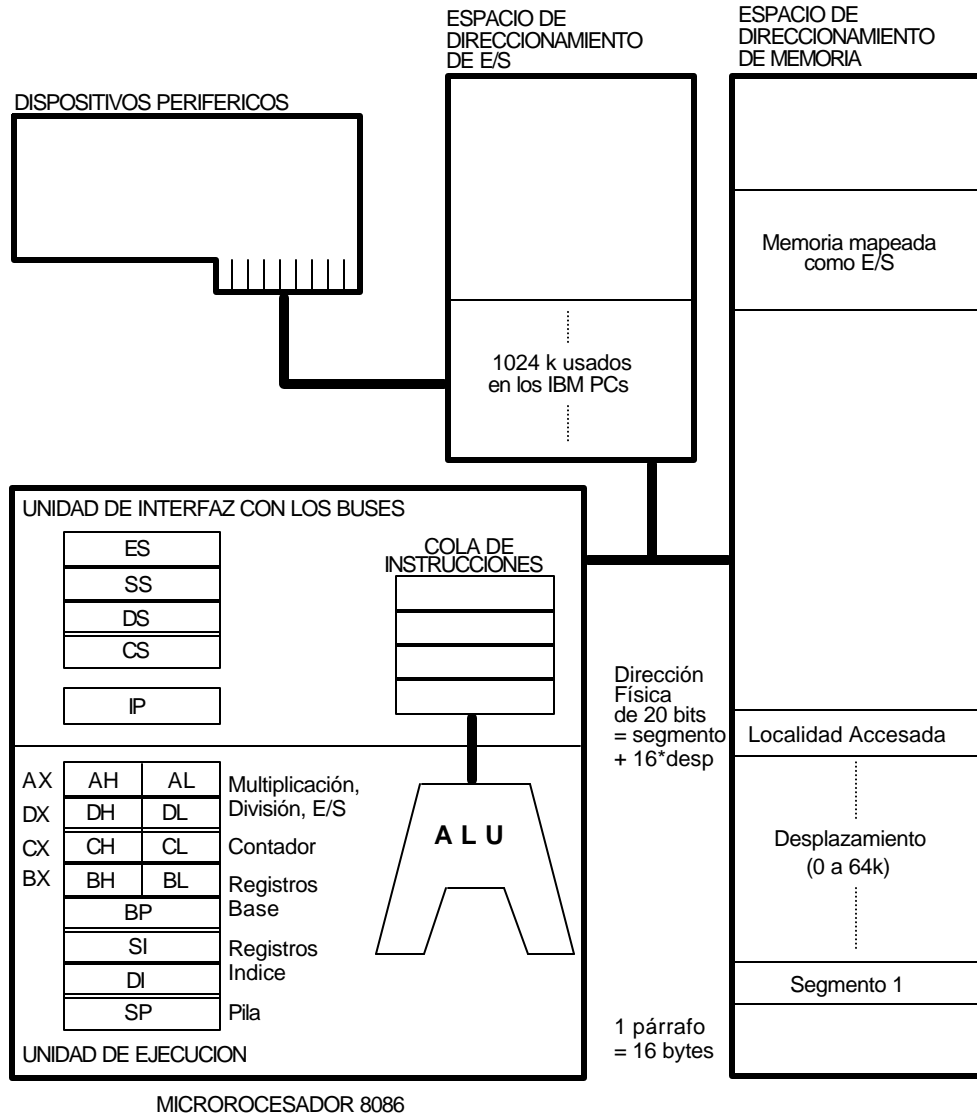 ESPACIO DE
DIRECCIONAMIENTO
DE E/S
ESPACIO DE
DIRECCIONAMIENTO
DE MEMORIA
DISPOSITIVOS PERIFERICOS
Memoria mapeada
como E/S
1024 k usados
en los IBM PCs
UNIDAD DE INTERFAZ CON LOS BUSES
ES
SS
DS
CS
IP
COLA DE
INSTRUCCIONES
Dirección
Física
de 20 bits
= segmento
+ 16*desp
Localidad Accesada
AX AH AL
DX DH DL
CX CH CL
BX BH BL
BP
SI
DI
SP
Multiplicación,
División, E/S
Contador
Registros
Base
Registros
Indice
Pila
A L U
Desplazamiento
(0 a 64k)
Segmento 1
1 párrafo
= 16 bytes
UNIDAD DE EJECUCION
MICROROCESADOR 8086